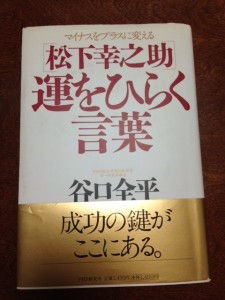 マイナスをプラスに変える
[松下幸之助]
運をひらく
言葉
谷口全平
成功の鍵が
ここにある。